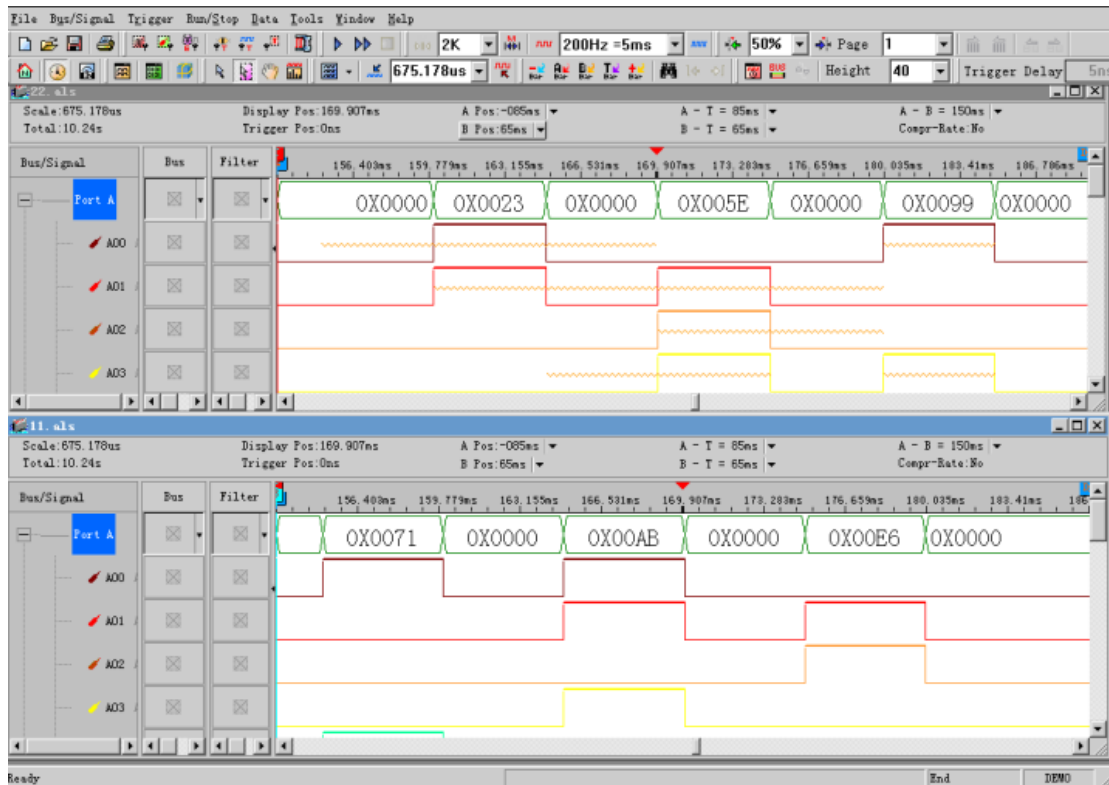 File Bus/Signal Trigger Run/Stop Data Tools Window Help
2K 200Hz =5ms 50% Page 1
675.178us Height 40 Trigger Delay 5n
22.als
Scale:675.178us Display Pos:169.907ms A Pos:-085ms A - T = 85ms A - B = 150ms
Total:10.24s Trigger Pos:0ns B Pos:65ms B - T = 65ms Compr-Rate:No
Bus/Signal Bus Filter 156.403ms 159.779ms 163.155ms 166.531ms 169.907ms 173.283ms 176.659ms 180.035ms 183.41ms 186.786ms
Port A 0X0000 0X0023 0X0000 0X005E 0X0000 0X0099 0X0000
A00
A01
A02
A03
11.als
Scale:675.178us Display Pos:169.907ms A Pos:-085ms A - T = 85ms A - B = 150ms
Total:10.24s Trigger Pos:0ns B Pos:65ms B - T = 65ms Compr-Rate:No
Bus/Signal Bus Filter 156.403ms 159.779ms 163.155ms 166.531ms 169.907ms 173.283ms 176.659ms 180.035ms 183.41ms 186
Port A 0X0071 0X0000 0X00AB 0X0000 0X00E6 0X0000
A00
A01
A02
A03
Ready End DEMO